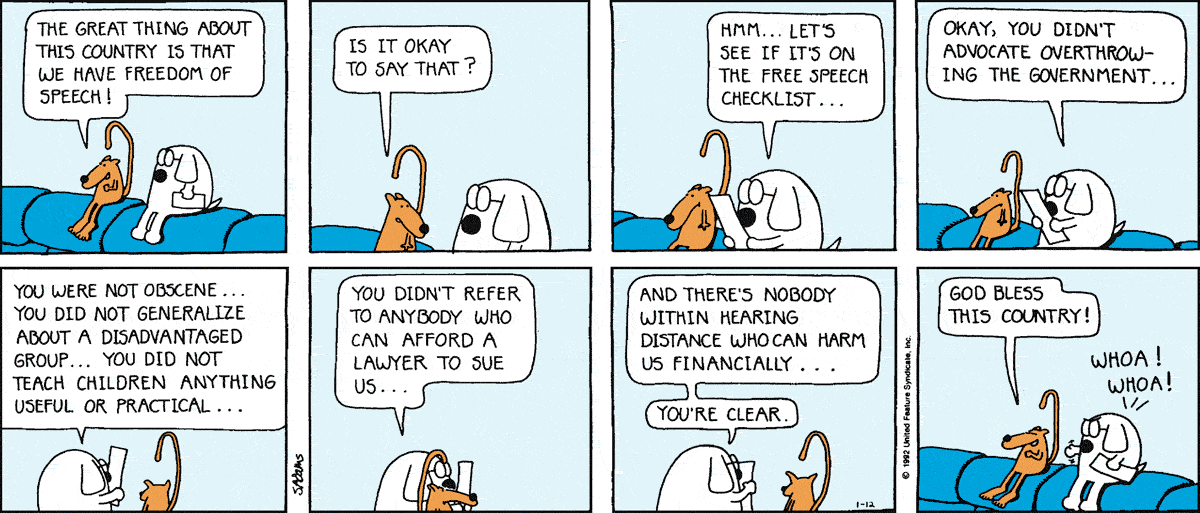 THE GREAT THING ABOUT
THIS COUNTRY IS THAT
WE HAVE FREEDOM OF
SPEECH!
IS IT OKAY
TO SAY THAT?
HMM... LET'S
SEE IF IT'S ON
THE FREE SPEECH
CHECKLIST...
OKAY, YOU DIDN'T
ADVOCATE OVERTHROW-
ING THE GOVERNMENT...
YOU WERE NOT OBSCENE...
YOU DID NOT GENERALIZE
ABOUT A DISADVANTAGED
GROUP... YOU DID NOT
TEACH CHILDREN ANYTHING
USEFUL OR PRACTICAL...
S.ADAMS
YOU DIDN'T REFER
TO ANYBODY WHO
CAN AFFORD A
LAWYER TO SUE
US...
AND THERE'S NOBODY
WITHIN HEARING
DISTANCE WHO CAN HARM
US FINANCIALLY...
YOU'RE CLEAR.
1-12
© 1992 United Feature Syndicate, Inc.
GOD BLESS
THIS COUNTRY!
WHOA!
WHOA!